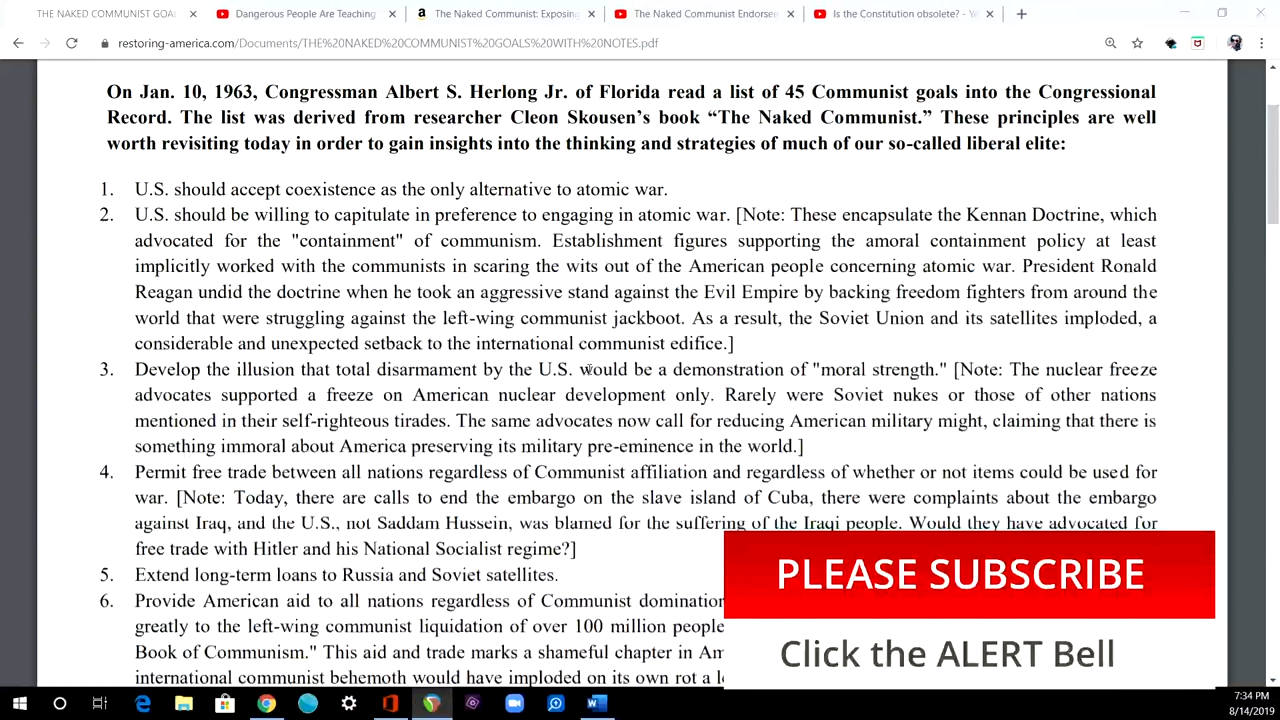 THE NAKED COMMUNIST GOA
Dangerous People Are Teaching
The Naked Communist: Exposing
The Naked Communist Endorse
Is the Constitution obsolete? - Y
restoring-america.com/Documents/THE%20NAKED%20COMMUNIST%20GOALS%20WITH%20NOTES.pdf
On Jan. 10, 1963, Congressman Albert S. Herlong Jr. of Florida read a list of 45 Communist goals into the Congressional
Record. The list was derived from researcher Cleon Skousen's book “The Naked Communist.” These principles are well
worth revisiting today in order to gain insights into the thinking and strategies of much of our so-called liberal elite:
1. U.S. should accept coexistence as the only alternative to atomic war.
2. U.S. should be willing to capitulate in preference to engaging in atomic war. [Note: These encapsulate the Kennan Doctrine, which
advocated for the "containment" of communism. Establishment figures supporting the amoral containment policy at least
implicitly worked with the communists in scaring the wits out of the American people concerning atomic war. President Ronald
Reagan undid the doctrine when he took an aggressive stand against the Evil Empire by backing freedom fighters from around the
world that were struggling against the left-wing communist jackboot. As a result, the Soviet Union and its satellites imploded, a
considerable and unexpected setback to the international communist edifice.]
3. Develop the illusion that total disarmament by the U.S. would be a demonstration of "moral strength." [Note: The nuclear freeze
advocates supported a freeze on American nuclear development only. Rarely were Soviet nukes or those of other nations
mentioned in their self-righteous tirades. The same advocates now call for reducing American military might, claiming that there is
something immoral about America preserving its military pre-eminence in the world.]
4. Permit free trade between all nations regardless of Communist affiliation and regardless of whether or not items could be used for
war. [Note: Today, there are calls to end the embargo on the slave island of Cuba, there were complaints about the embargo
against Iraq, and the U.S., not Saddam Hussein, was blamed for the suffering of the Iraqi people. Would they have advocated for
free trade with Hitler and his National Socialist regime?]
5. Extend long-term loans to Russia and Soviet satellites.
6. Provide American aid to all nations regardless of Communist domination
greatly to the left-wing communist liquidation of over 100 million people
Book of Communism." This aid and trade marks a shameful chapter in Am
international communist behemoth would have imploded on its own rot a l
PLEASE SUBSCRIBE
Click the ALERT Bell
7:34 PM
8/14/2019